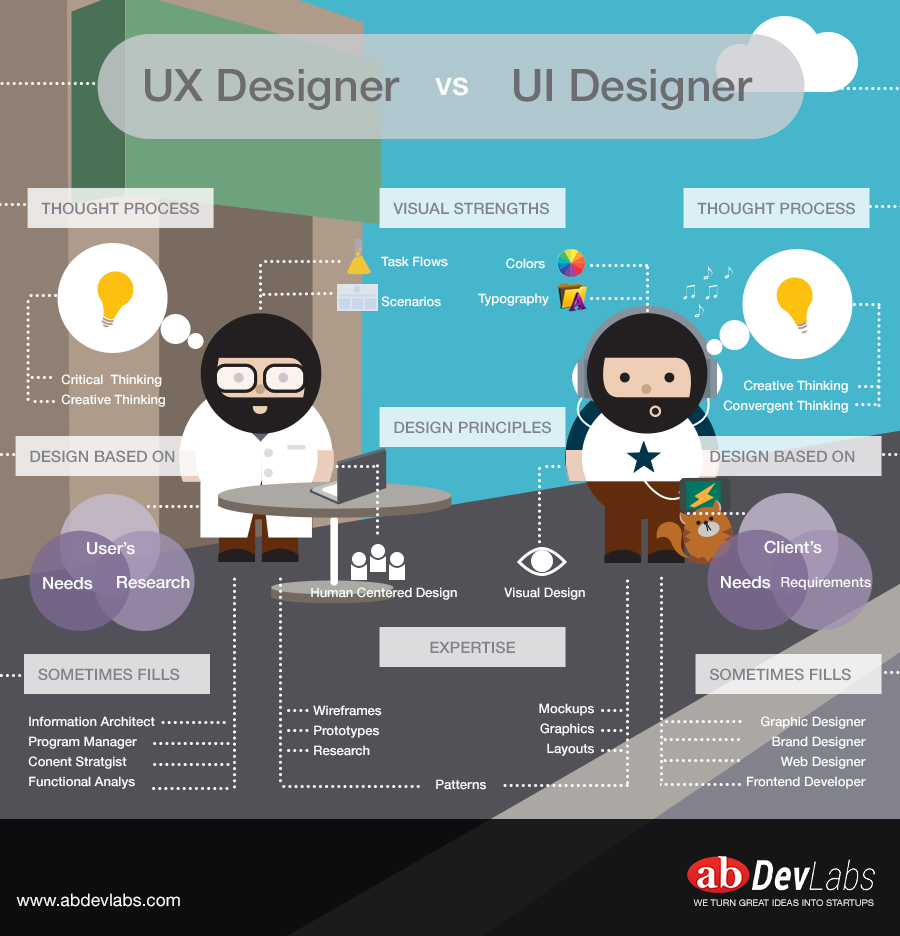 UX Designer vs UI Designer
THOUGHT PROCESS
VISUAL STRENGTHS
THOUGHT PROCESS
Task Flows
Scenarios
Colors
Typography
Critical Thinking
Creative Thinking
Creative Thinking
Convergent Thinking
DESIGN PRINCIPLES
DESIGN BASED ON
DESIGN BASED ON
User's
Needs
Research
Human Centered Design
Visual Design
Client's
Needs
Requirements
EXPERTISE
SOMETIMES FILLS
SOMETIMES FILLS
Information Architect
Program Manager
Conent Stratgist
Functional Analys
Wireframes
Prototypes
Research
Mockups
Graphics
Layouts
Patterns
Graphic Designer
Brand Designer
Web Designer
Frontend Developer
www.abdevlabs.com
ab DevLabs
WE TURN GREAT IDEAS INTO STARTUPS